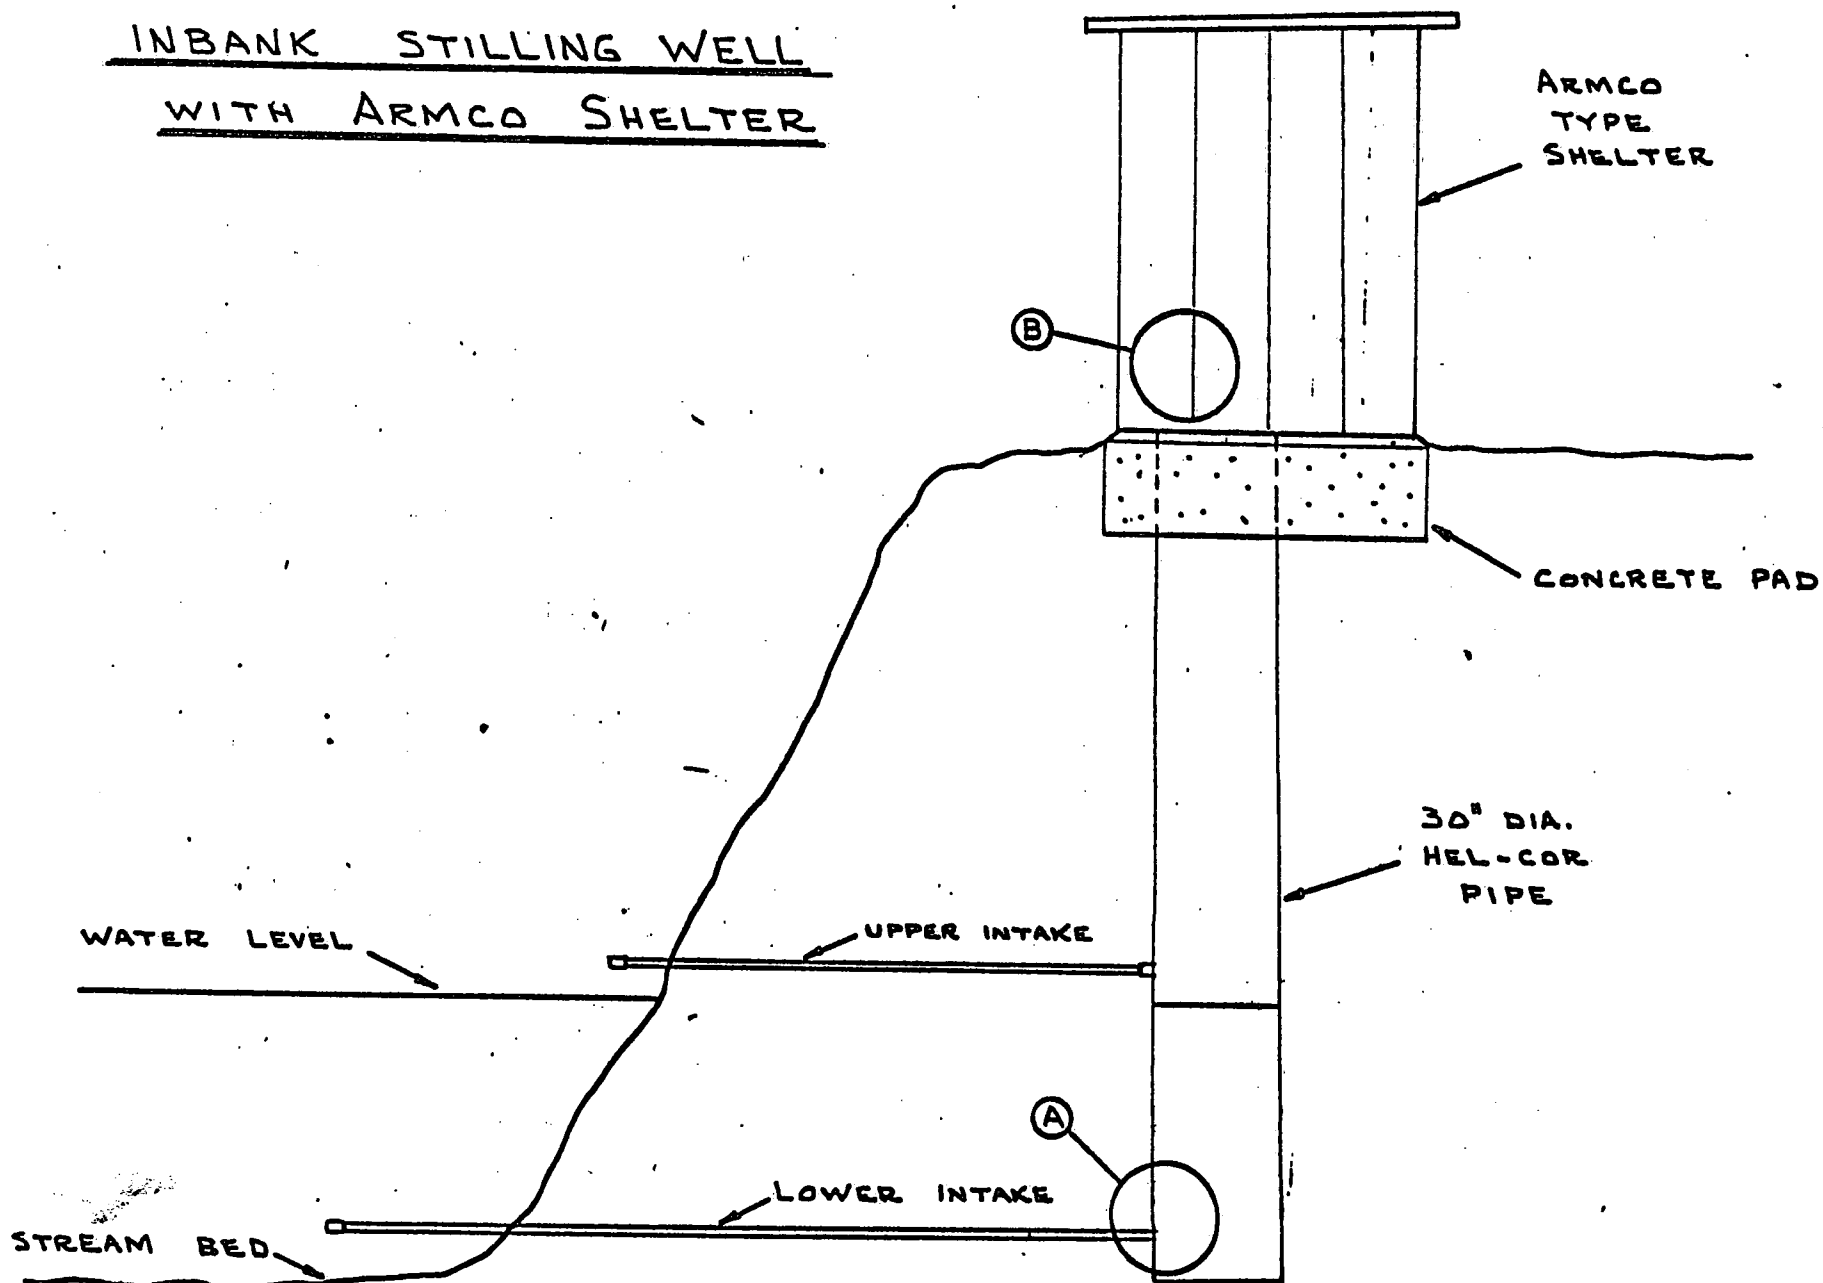 INBANK STILLING WELL
WITH ARMCO SHELTER
ARMCO
TYPE
SHELTER
B
CONCRETE PAD
30" DIA.
HEL-COR
PIPE
WATER LEVEL
UPPER INTAKE
A
LOWER INTAKE
STREAM BED